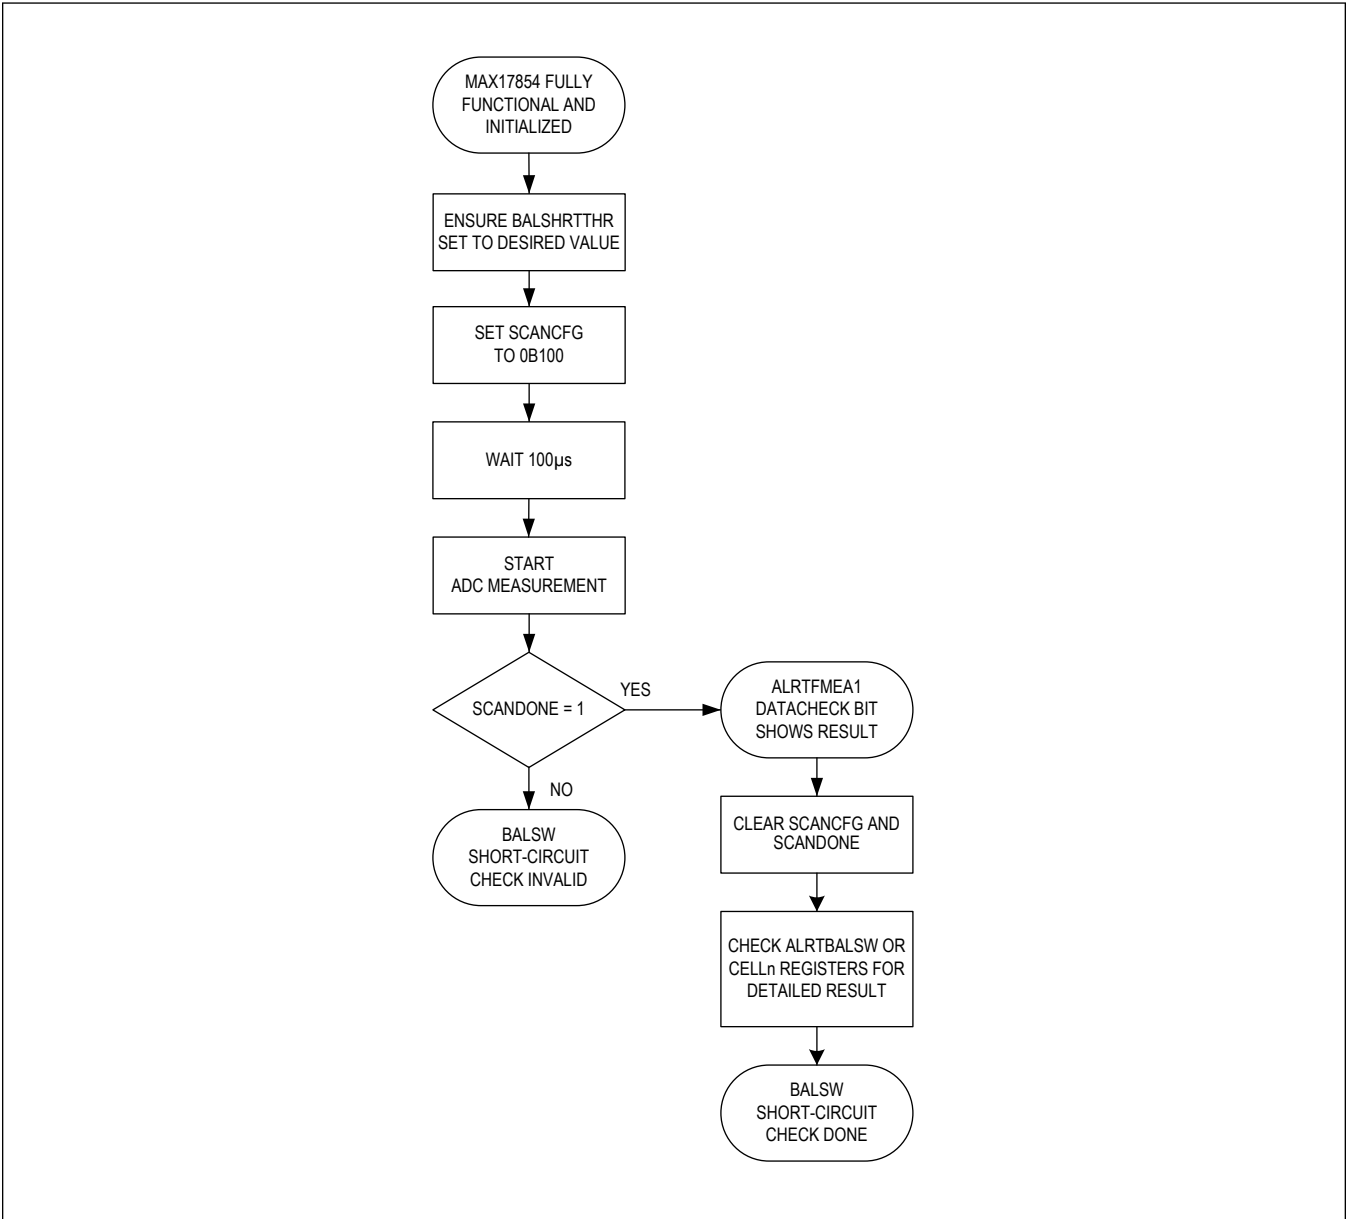 MAX17854 FULLY
FUNCTIONAL AND
INITIALIZED
ENSURE BALSHRTTHR
SET TO DESIRED VALUE
SET SCANCFG
TO 0B100
WAIT 100µs
START
ADC MEASUREMENT
SCANDONE = 1
YES
NO
BALSW
SHORT-CIRCUIT
CHECK INVALID
ALRTFMEA1
DATACHECK BIT
SHOWS RESULT
CLEAR SCANCFG AND
SCANDONE
CHECK ALRTBALSW OR
CELLn REGISTERS FOR
DETAILED RESULT
BALSW
SHORT-CIRCUIT
CHECK DONE